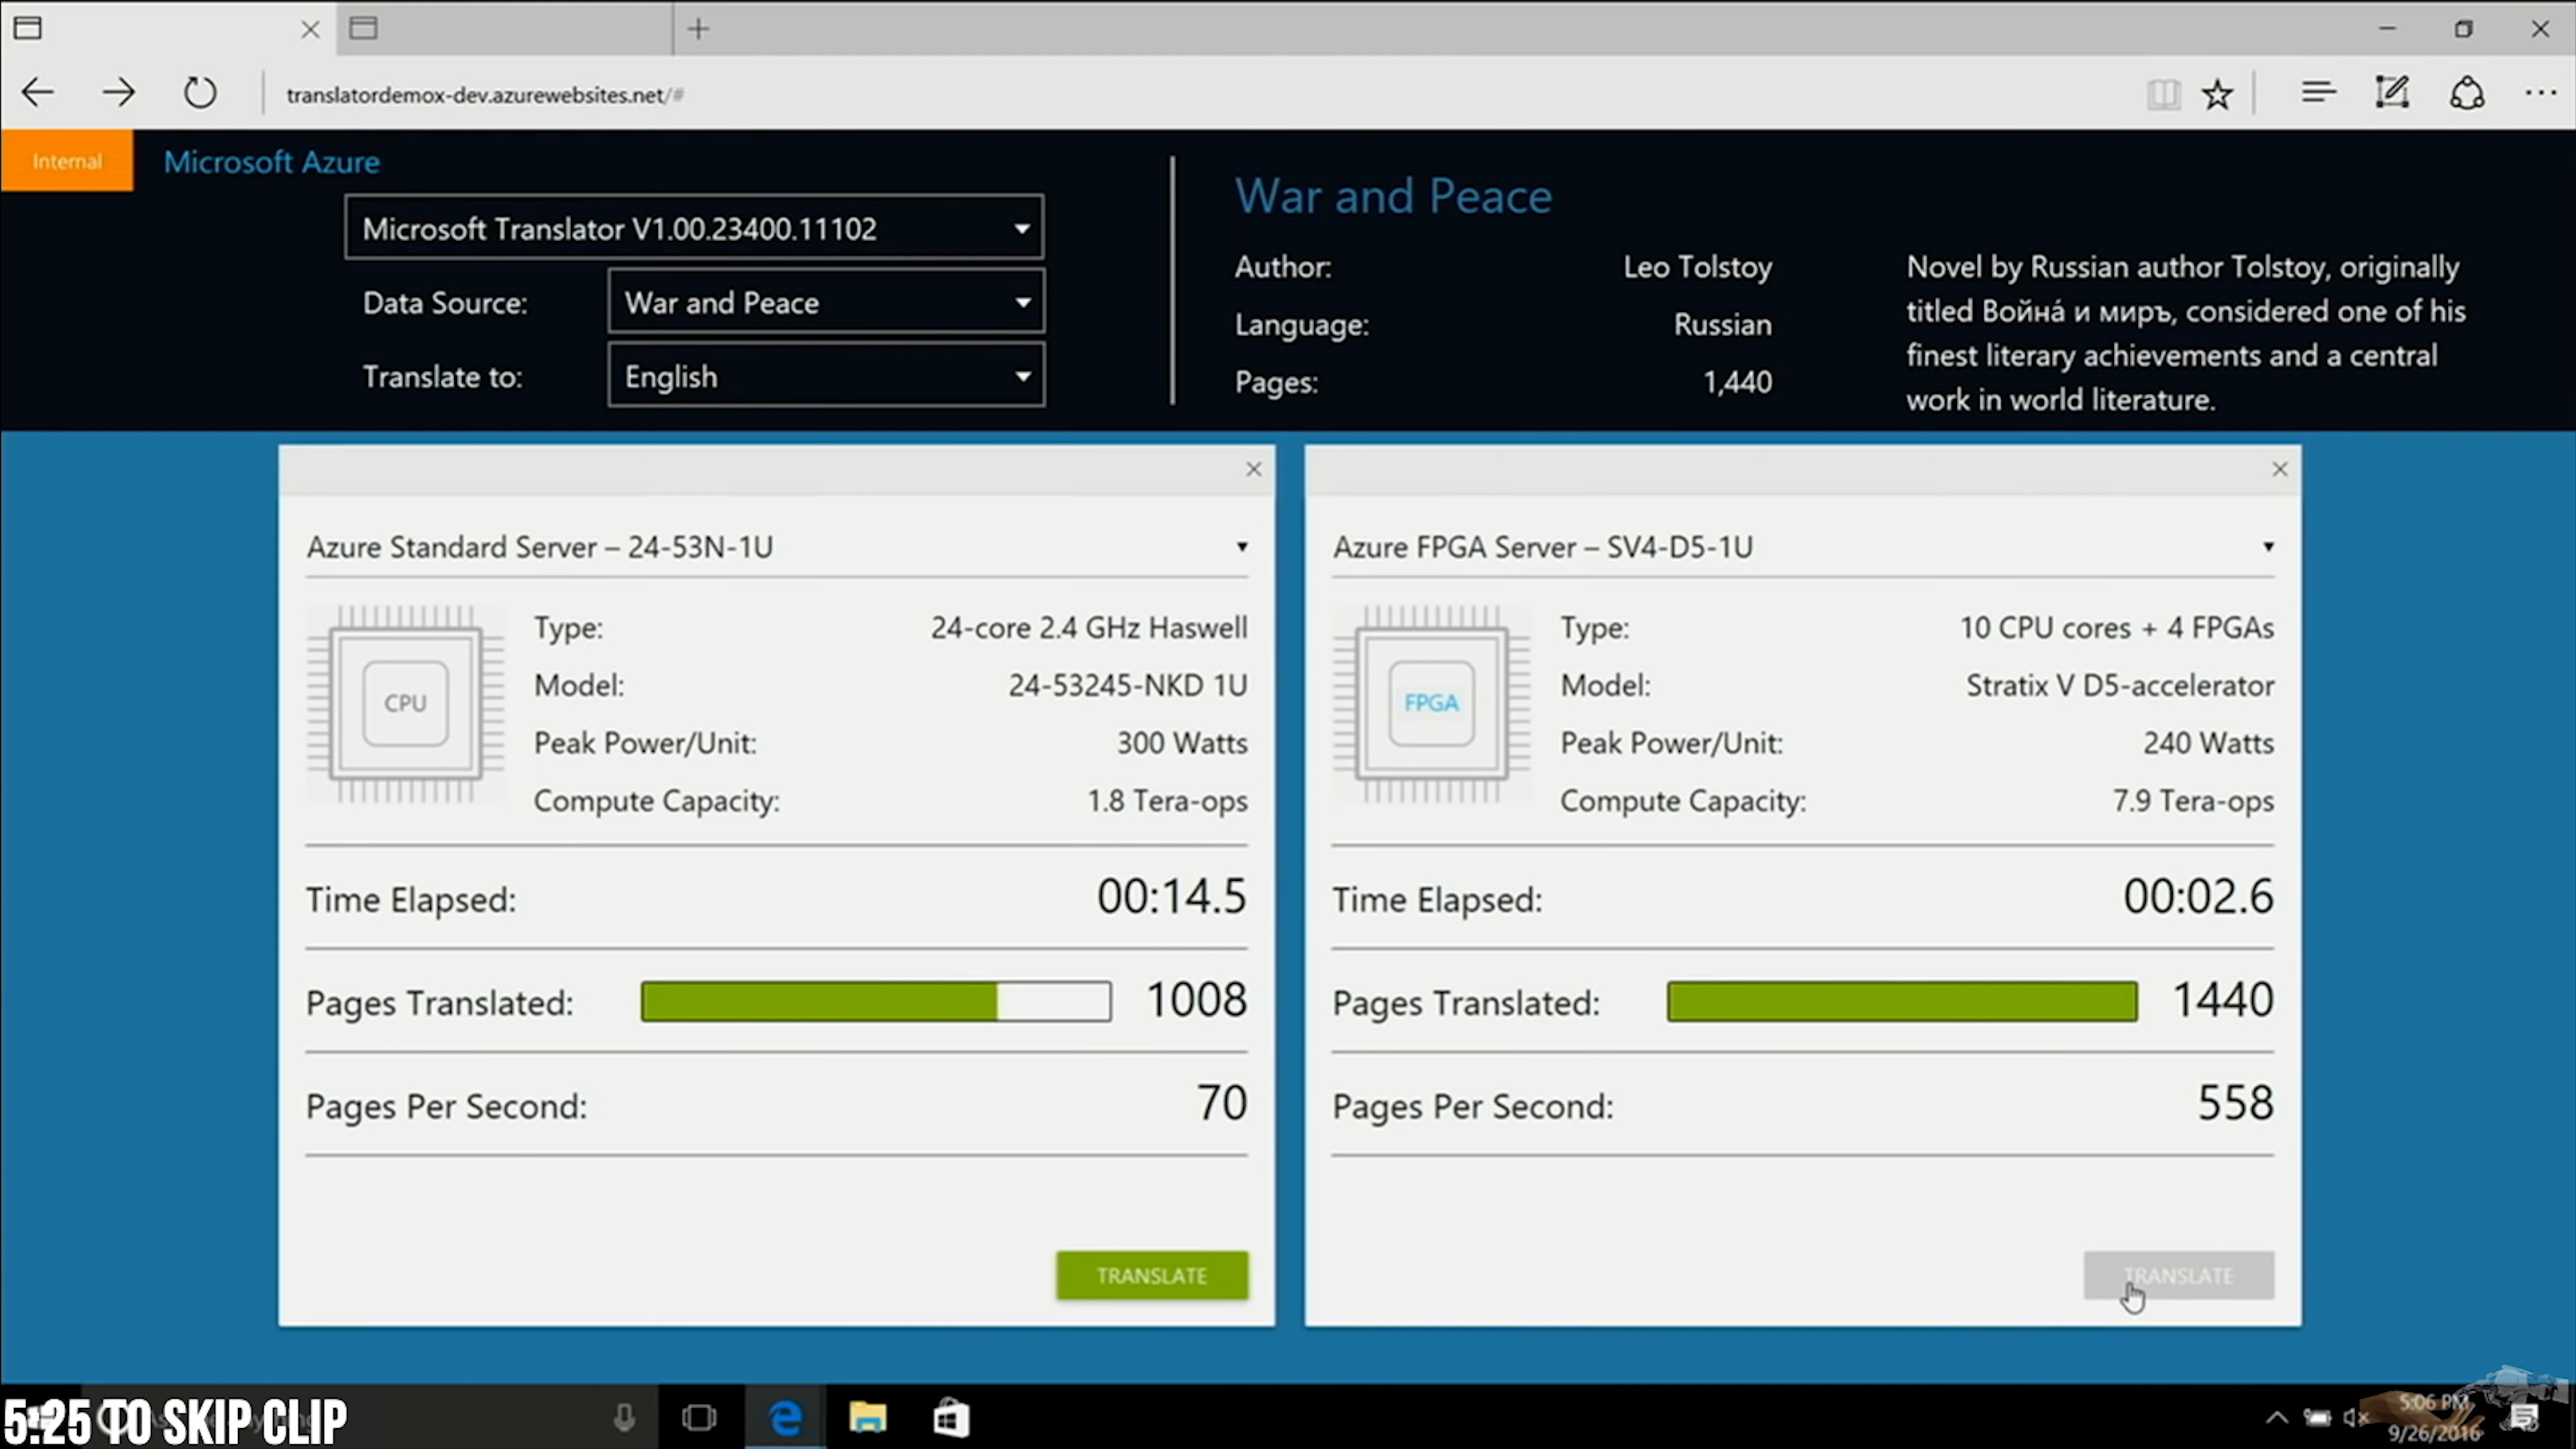 translatordemox-dev.azurewebsites.net/#
Internal
Microsoft Azure
Microsoft Translator V1.00.23400.11102
Data Source:
War and Peace
Translate to:
English
War and Peace
Author:
Leo Tolstoy
Language:
Russian
Pages:
1,440
Novel by Russian author Tolstoy, originally
titled Война́ и миръ, considered one of his
finest literary achievements and a central
work in world literature.
Azure Standard Server – 24-53N-1U
CPU
Type:
24-core 2.4 GHz Haswell
Model:
24-53245-NKD 1U
Peak Power/Unit:
300 Watts
Compute Capacity:
1.8 Tera-ops
Time Elapsed:
00:14.5
Pages Translated:
1008
Pages Per Second:
70
TRANSLATE
Azure FPGA Server – SV4-D5-1U
FPGA
Type:
10 CPU cores + 4 FPGAs
Model:
Stratix V D5-accelerator
Peak Power/Unit:
240 Watts
Compute Capacity:
7.9 Tera-ops
Time Elapsed:
00:02.6
Pages Translated:
1440
Pages Per Second:
558
TRANSLATE
5:25 TO SKIP CLIP
5:06 PM
9/26/2016